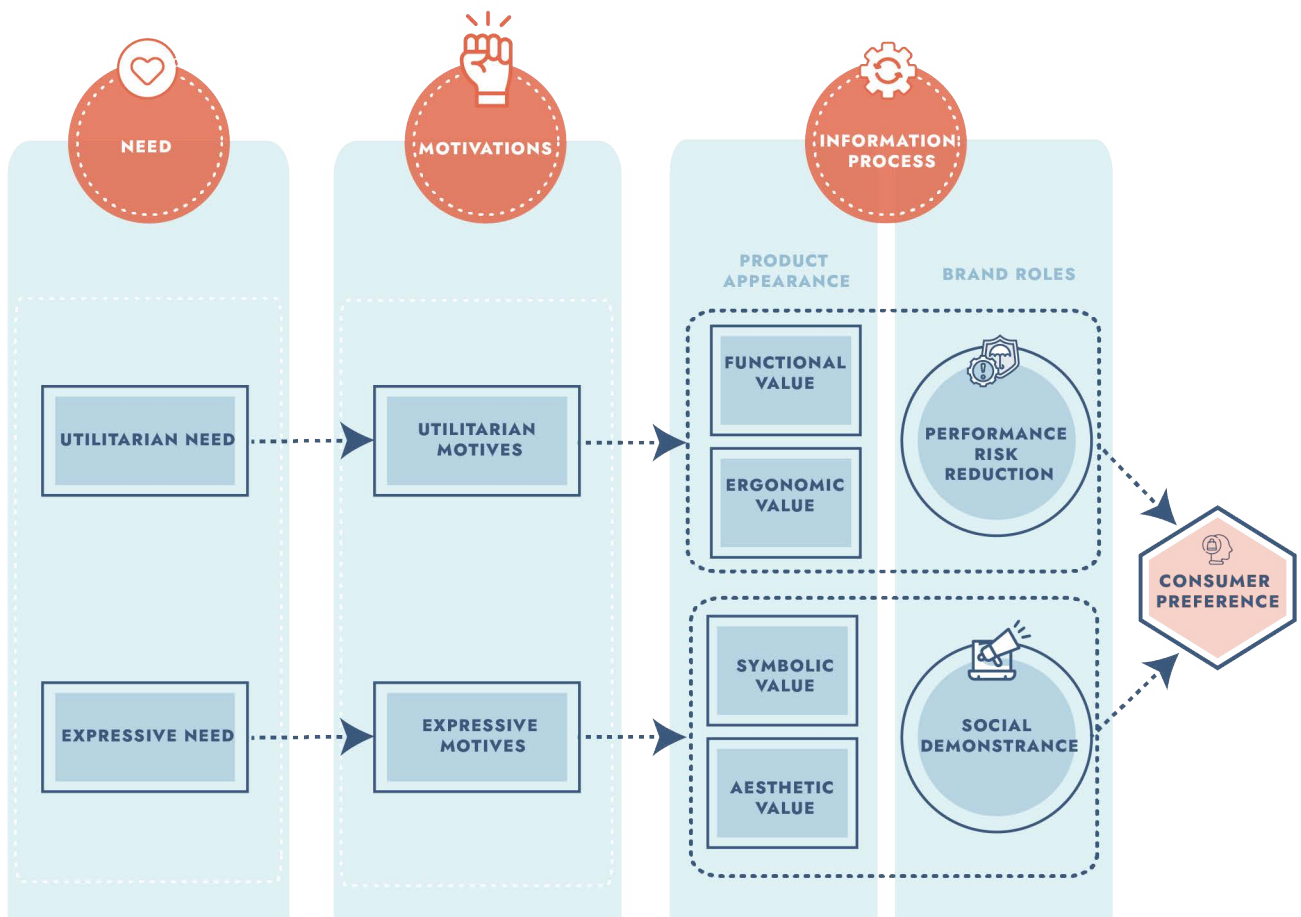 NEED
MOTIVATIONS
INFORMATION
PROCESS
PRODUCT
APPEARANCE
BRAND ROLES
UTILITARIAN NEED
UTILITARIAN
MOTIVES
FUNCTIONAL
VALUE
ERGONOMIC
VALUE
PERFORMANCE
RISK
REDUCTION
EXPRESSIVE NEED
EXPRESSIVE
MOTIVES
SYMBOLIC
VALUE
AESTHETIC
VALUE
SOCIAL
DEMONSTRANCE
CONSUMER
PREFERENCE